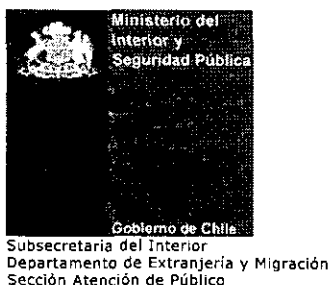 Ministerio del
Interior y
Seguridad Pública
Gobierno de Chile
Subsecretaria del Interior
Departamento de Extranjería y Migración
Sección Atención de Público